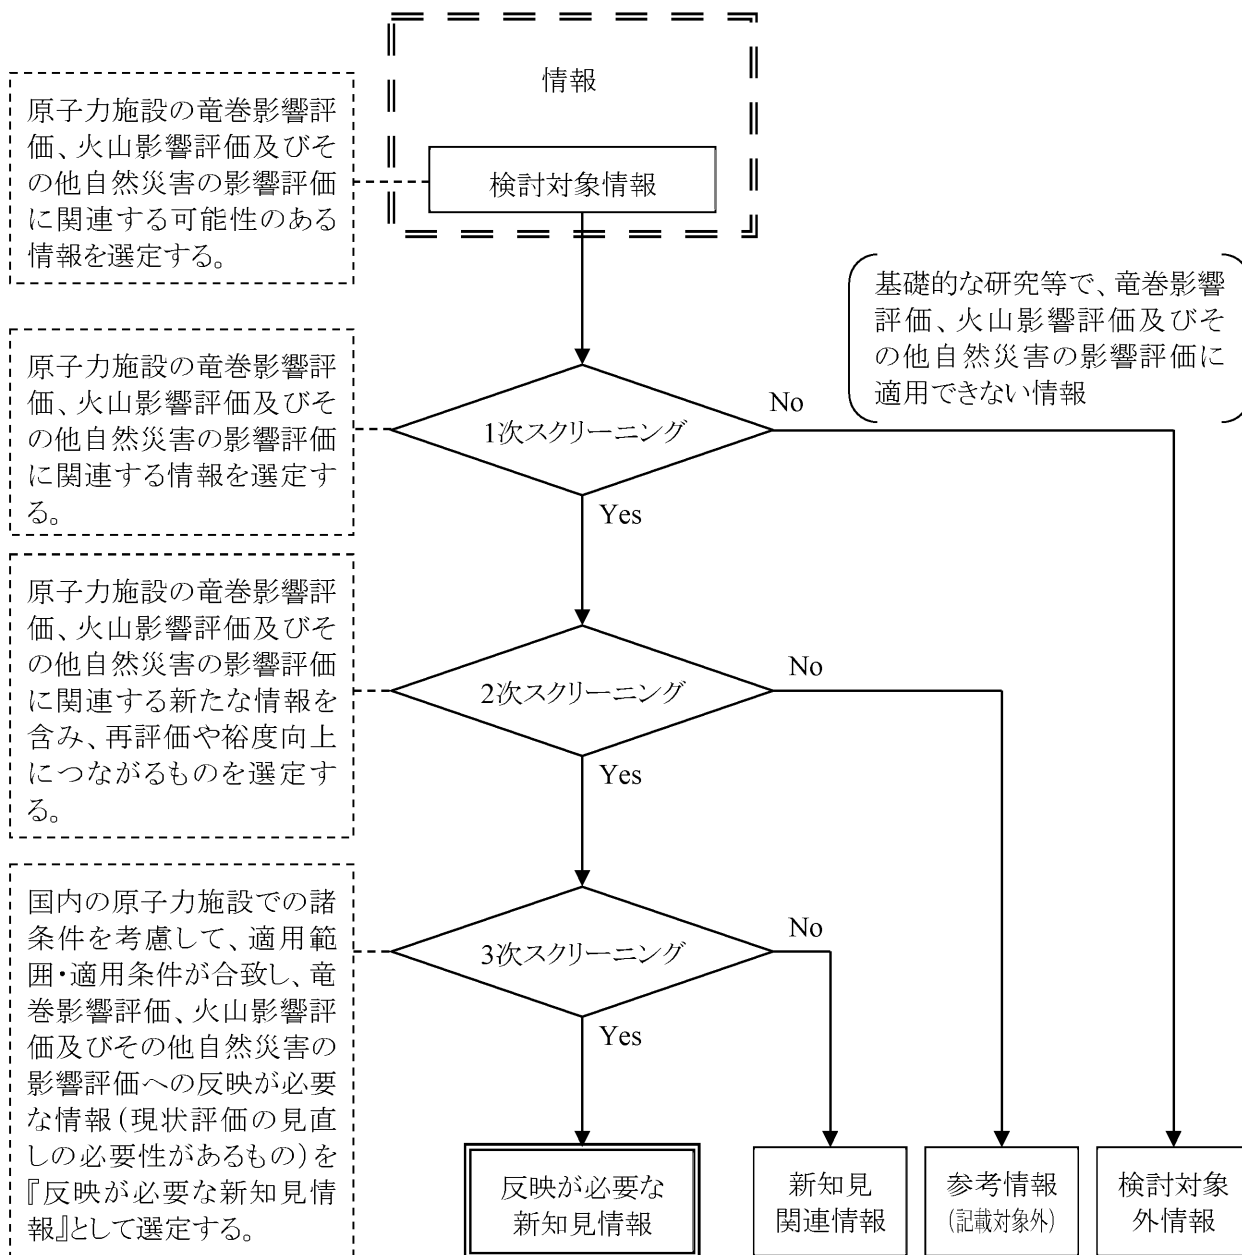 情報
検討対象情報
原子力施設の竜巻影響評
価、火山影響評価及びそ
の他自然災害の影響評価
に関連する可能性のある
情報を選定する。
基礎的な研究等で、竜巻影響
評価、火山影響評価及びそ
の他自然災害の影響評価に
適用できない情報
原子力施設の竜巻影響評
価、火山影響評価及びそ
の他自然災害の影響評価
に関連する情報を選定す
る。
1次スクリーニング
No
Yes
原子力施設の竜巻影響評
価、火山影響評価及びそ
の他自然災害の影響評価
に関連する新たな情報を
含み、再評価や裕度向上
につながるものを選定す
る。
2次スクリーニング
No
Yes
国内の原子力施設での諸
条件を考慮して、適用範
囲・適用条件が合致し、竜
巻影響評価、火山影響評
価及びその他自然災害の
影響評価への反映が必要
な情報(現状評価の見直
しの必要性があるもの)を
『反映が必要な新知見情
報』として選定する。
3次スクリーニング
No
Yes
反映が必要な
新知見情報
新知見
関連情報
参考情報
(記載対象外)
検討対象
外情報